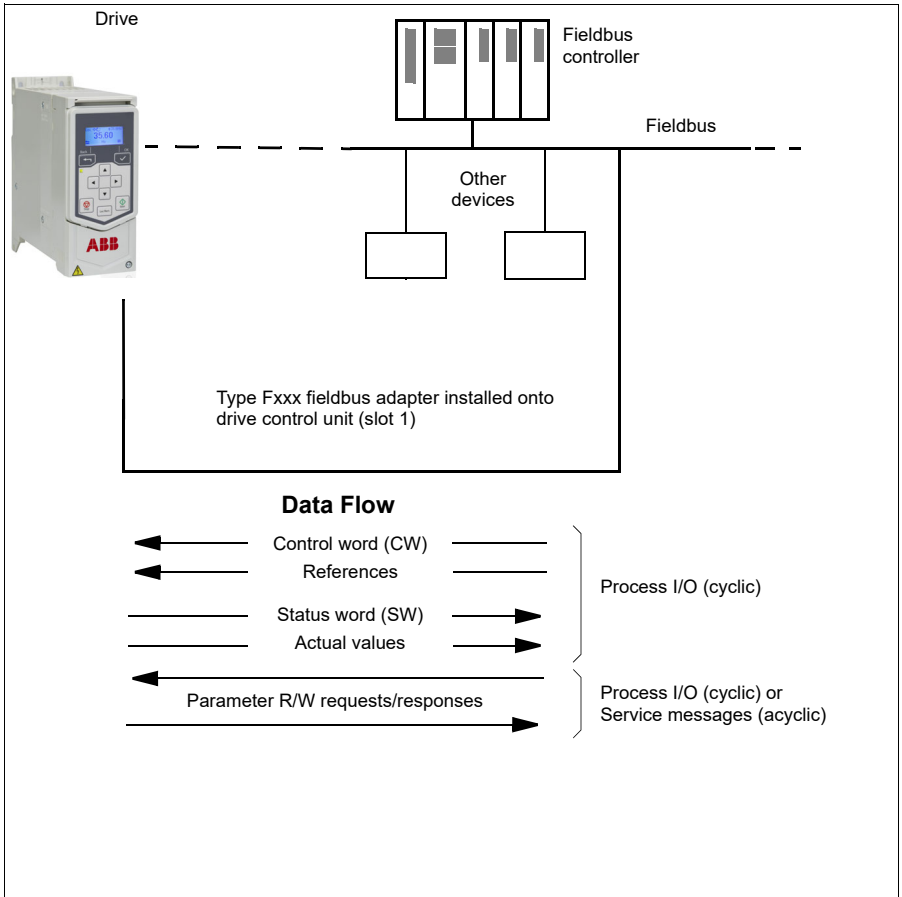 Drive
Fieldbus
controller
Fieldbus
Other
devices
35.60
ABB
Type Fxxx fieldbus adapter installed onto
drive control unit (slot 1)
Data Flow
Control word (CW)
References
Status word (SW)
Actual values
Process I/O (cyclic)
Parameter R/W requests/responses
Process I/O (cyclic) or
Service messages (acyclic)